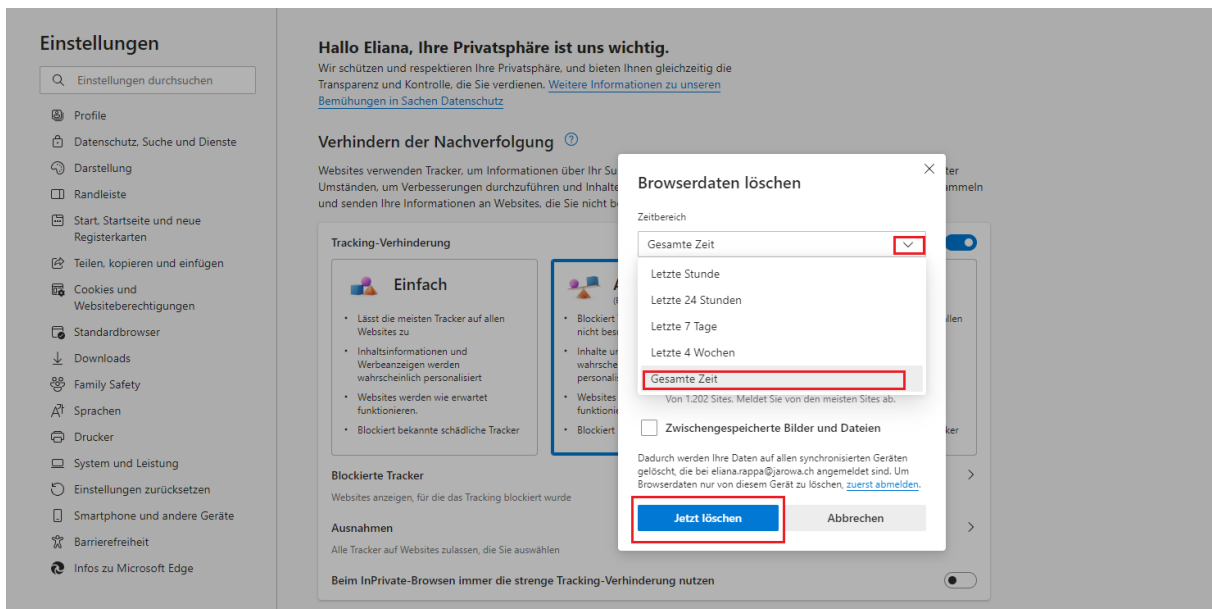 Einstellungen
Einstellungen durchsuchen
Profile
Datenschutz, Suche und Dienste
Darstellung
Randleiste
Start, Startseite und neue
Registerkarten
Teilen, kopieren und einfügen
Cookies und
Websiteberechtigungen
Standardbrowser
Downloads
Family Safety
Sprachen
Drucker
System und Leistung
Einstellungen zurücksetzen
Smartphone und andere Geräte
Barrierefreiheit
Infos zu Microsoft Edge
Hallo Eliana, Ihre Privatsphäre ist uns wichtig.
Wir schützen und respektieren Ihre Privatsphäre, und bieten Ihnen gleichzeitig die
Transparenz und Kontrolle, die Sie verdienen. Weitere Informationen zu unseren
Bemühungen in Sachen Datenschutz
Verhindern der Nachverfolgung
Websites verwenden Tracker, um Informationen über Ihr
Umständen, um Verbesserungen durchzuführen und Inhalte
und senden Ihre Informationen an Websites, die Sie nicht
Tracking-Verhinderung
Einfach
• Lässt die meisten Tracker auf allen
Websites zu
• Inhaltsinformationen und
Werbeanzeigen werden
wahrscheinlich personalisiert
• Websites werden wie erwartet
funktionieren.
• Blockiert bekannte schädliche Tracker
• Blockiert
nicht
• Inhalte
• Websites
• Blockiert
Blockierte Tracker
Websites anzeigen, für die das Tracking blockiert wurde
Ausnahmen
Alle Tracker auf Websites zulassen, die Sie auswählen
Beim InPrivate-Browsen immer die strenge Tracking-Verhinderung nutzen
Browserdaten löschen
Zeitbereich
Gesamte Zeit
Letzte Stunde
Letzte 24 Stunden
Letzte 7 Tage
Letzte 4 Wochen
Gesamte Zeit
Von 1.202 Sites. Meldet Sie von den meisten Sites ab.
Zwischengespeicherte Bilder und Dateien
Dadurch werden Ihre Daten auf allen synchronisierten Geräten
gelöscht, die bei eliana.rappa@jarowa.ch angemeldet sind. Um
Browserdaten nur von diesem Gerät zu löschen, zuerst abmelden.
Jetzt löschen
Abbrechen